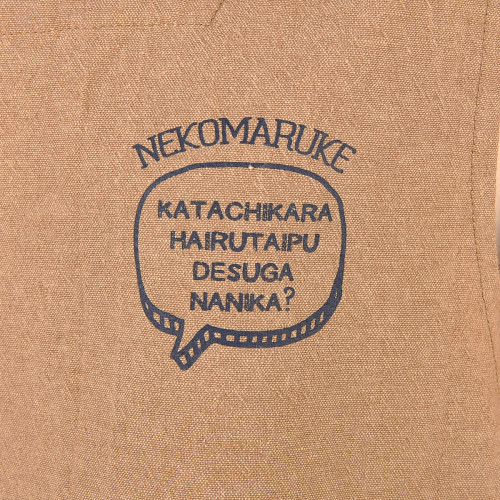 NEKOMARUKE
KATACHIKARA
HAIRUTAIPU
DESUGA
NANIKA?